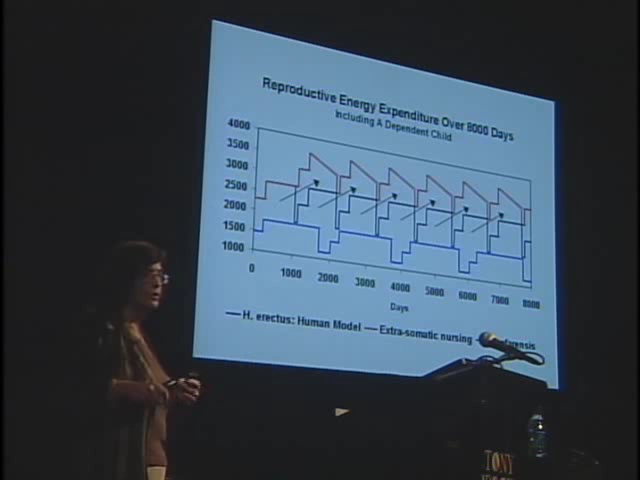 Reproductive Energy Expenditure Over 8000 Days
Including A Dependent Child
4000
3500
3000
2500
2000
1500
1000
0 1000 2000 3000 4000 5000 6000 7000 8000
Days
H. erectus: Human Model Extra-somatic nursing
TONY